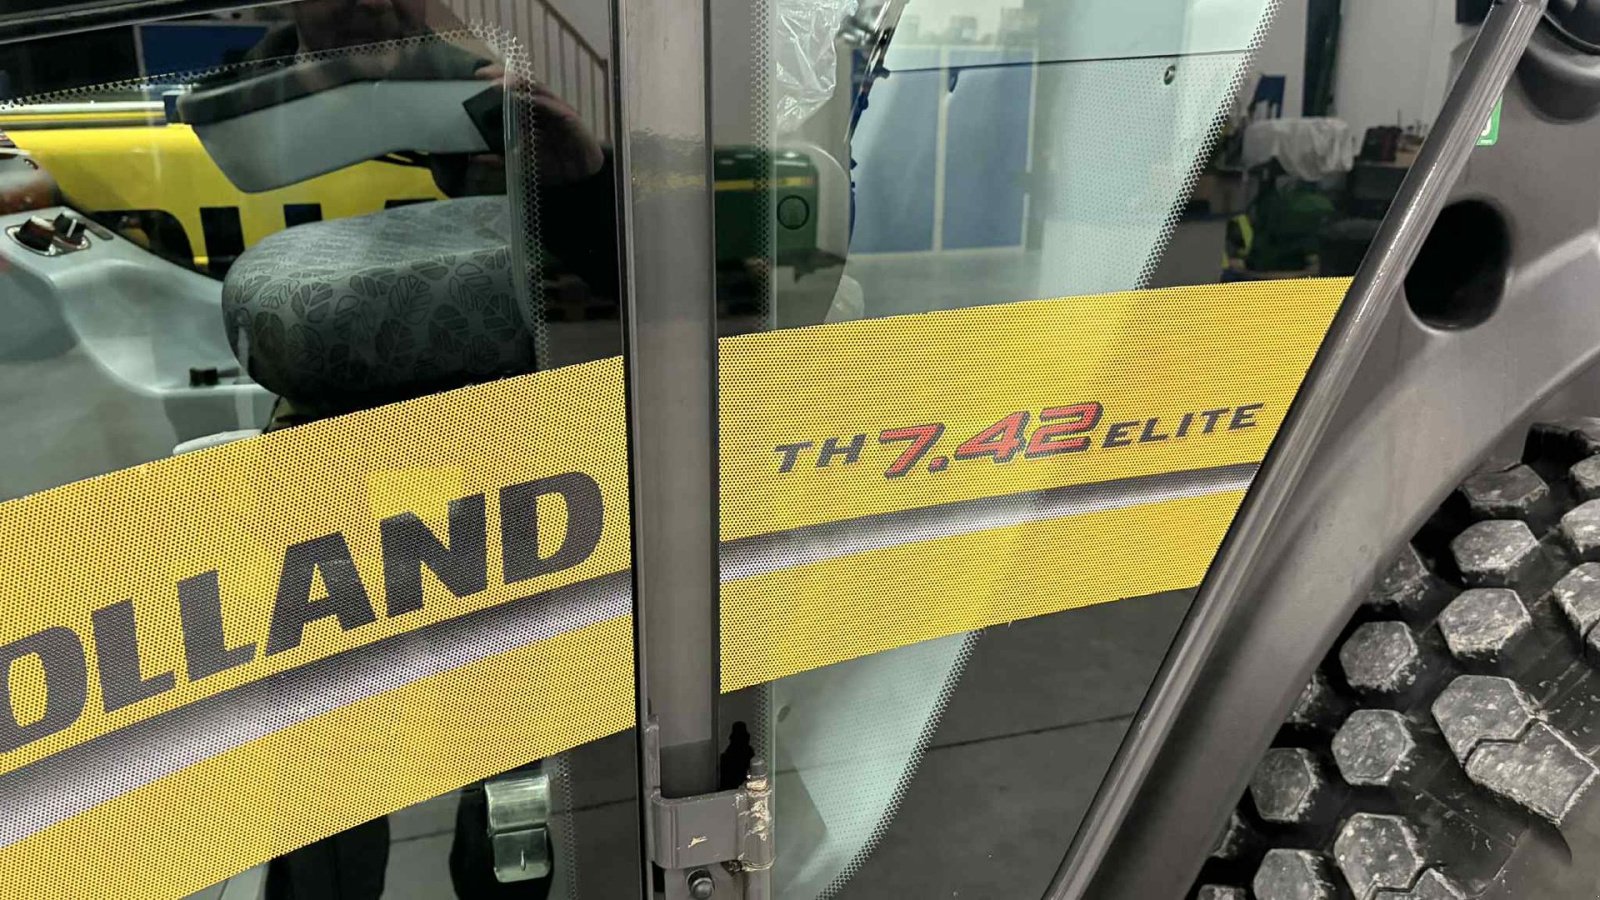 OLLAND
TH 7.42 ELITE